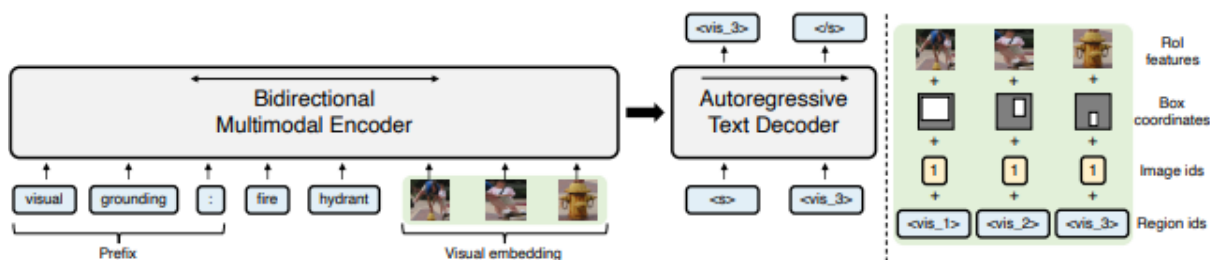 <vis_3> </s>
Bidirectional
Multimodal Encoder
Autoregressive
Text Decoder
visual grounding : fire hydrant
<s> <vis_3>
Prefix
Visual embedding
RoI
features
+ + +
Box
coordinates
+ + +
1 1 1 Image ids
+ + +
<vis_1> <vis_2> <vis_3> Region ids